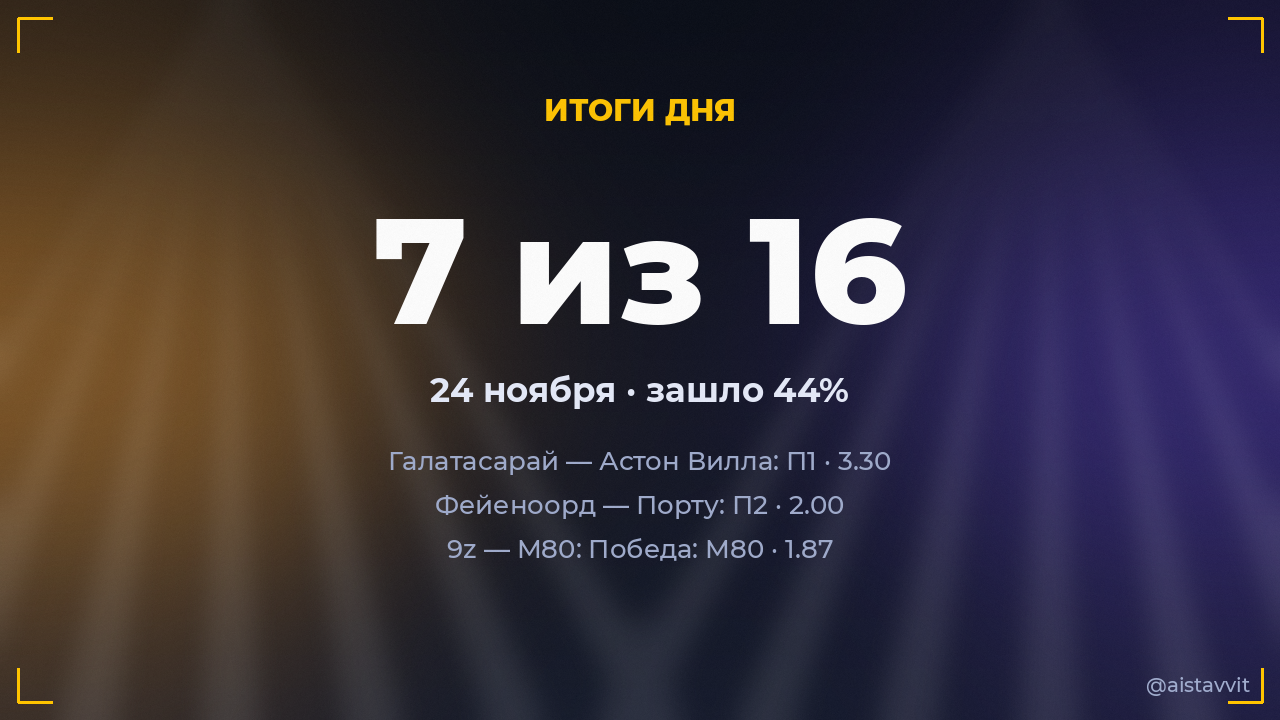 ИТОГИ ДНЯ
7 из 16
24 ноября · зашло 44%
Галатасарай — Астон Вилла: П1 · 3.30
Фейеноорд — Порту: П2 · 2.00
9z — M80: Победа: M80 · 1.87
@aistavvit